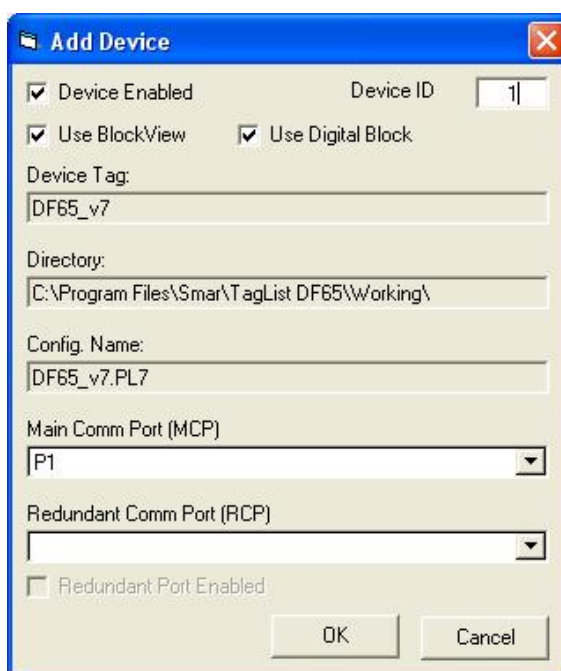 Add Device
Device Enabled Device ID 1
Use BlockView Use Digital Block
Device Tag:
DF65_v7
Directory:
C:\Program Files\Smar\TagList DF65\Working\
Config. Name:
DF65_v7.PL7
Main Comm Port (MCP)
P1
Redundant Comm Port (RCP)
Redundant Port Enabled
OK Cancel